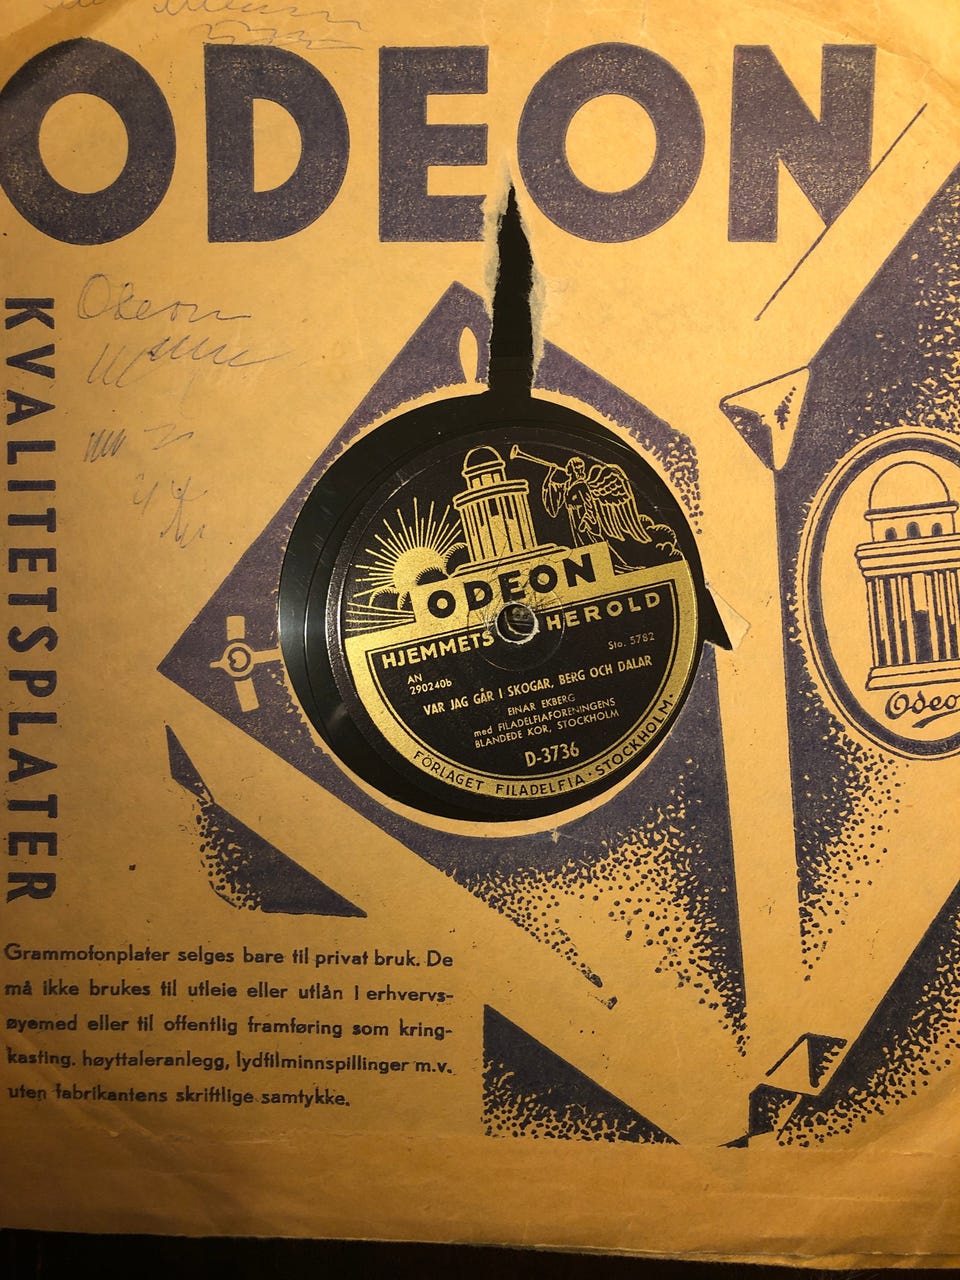 ODEON
Odeon
KVALITETSPLATER
ODEON
HJEMMETS HEROLD
Sto. 5782
AN
290240b
VAR JAG GÅR I SKOGAR, BERG OCH DALAR
EINAR EKBERG
med FILADELFIAFORENINGENS
BLANDEDE KOR, STOCKHOLM
D-3736
FÖRLAGET FILADELFIA · STOCKHOLM ·
Odeo
Grammofonplater selges bare til privat bruk. De
må ikke brukes til utleie eller utlån i erhvervs-
øyemed eller til offentlig framføring som kring-
kasting, høyttaleranlegg, lydfilminnspillinger m.v.
uten fabrikantens skriftlige samtykke.